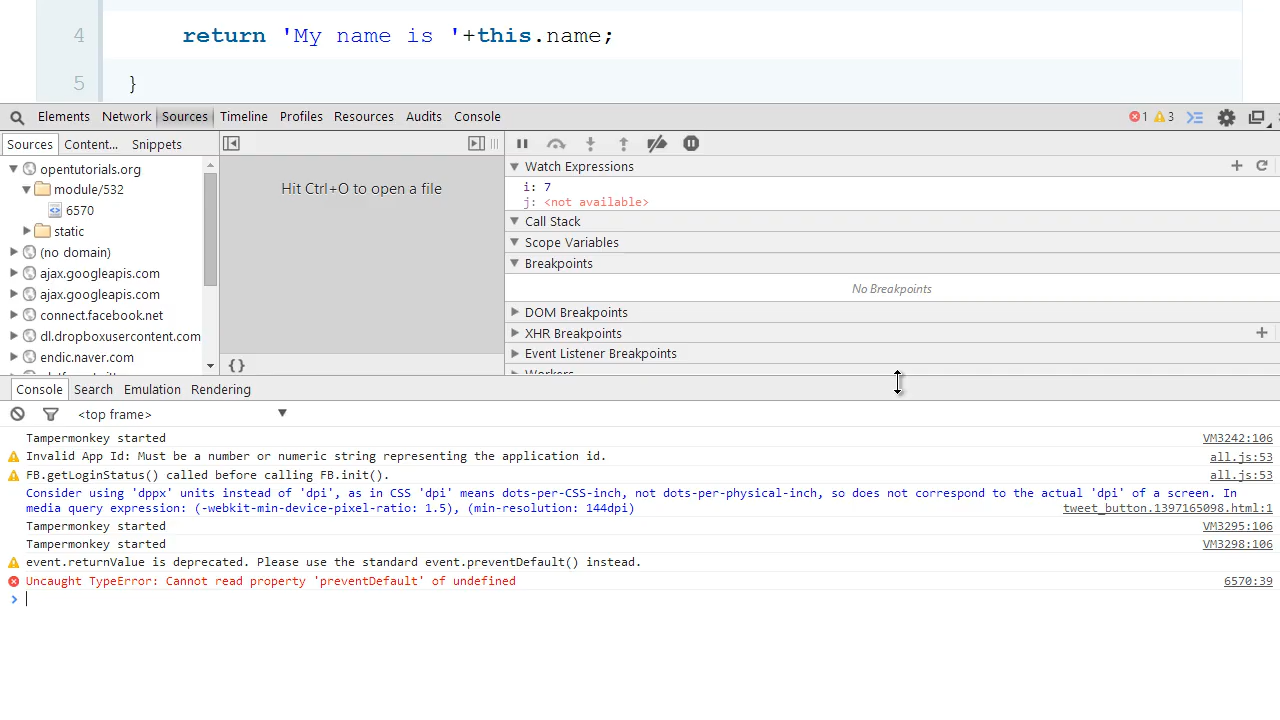 4 return 'My name is '+this.name;
5 }
Elements Network Sources Timeline Profiles Resources Audits Console 1 3
Sources Content... Snippets
opentutorials.org
module/532
6570
static
(no domain)
ajax.googleapis.com
ajax.googleapis.com
connect.facebook.net
dl.dropboxusercontent.com
endic.naver.com
Hit Ctrl+O to open a file
{}
Watch Expressions
i: 7
j: <not available>
Call Stack
Scope Variables
Breakpoints
No Breakpoints
DOM Breakpoints
XHR Breakpoints
Event Listener Breakpoints
Workers
Console Search Emulation Rendering
<top frame>
Tampermonkey started VM3242:106
Invalid App Id: Must be a number or numeric string representing the application id. all.js:53
FB.getLoginStatus() called before calling FB.init(). all.js:53
Consider using 'dppx' units instead of 'dpi', as in CSS 'dpi' means dots-per-CSS-inch, not dots-per-physical-inch, so does not correspond to the actual 'dpi' of a screen. In
media query expression: (-webkit-min-device-pixel-ratio: 1.5), (min-resolution: 144dpi) tweet_button.1397165098.html:1
Tampermonkey started VM3295:106
Tampermonkey started VM3298:106
event.returnValue is deprecated. Please use the standard event.preventDefault() instead.
Uncaught TypeError: Cannot read property 'preventDefault' of undefined 6570:39
>